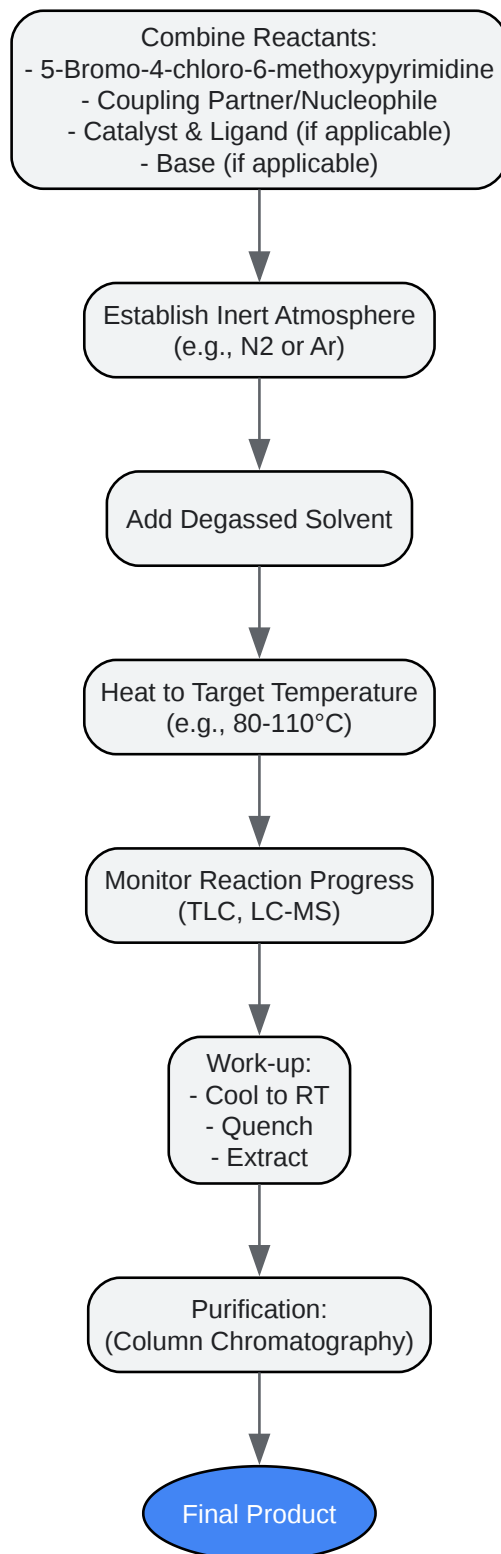 Combine Reactants:
- 5-Bromo-4-chloro-6-methoxypyrimidine
- Coupling Partner/Nucleophile
- Catalyst & Ligand (if applicable)
- Base (if applicable)
Establish Inert Atmosphere
(e.g., N2 or Ar)
Add Degassed Solvent
Heat to Target Temperature
(e.g., 80-110°C)
Monitor Reaction Progress
(TLC, LC-MS)
Work-up:
- Cool to RT
- Quench
- Extract
Purification:
(Column Chromatography)
Final Product